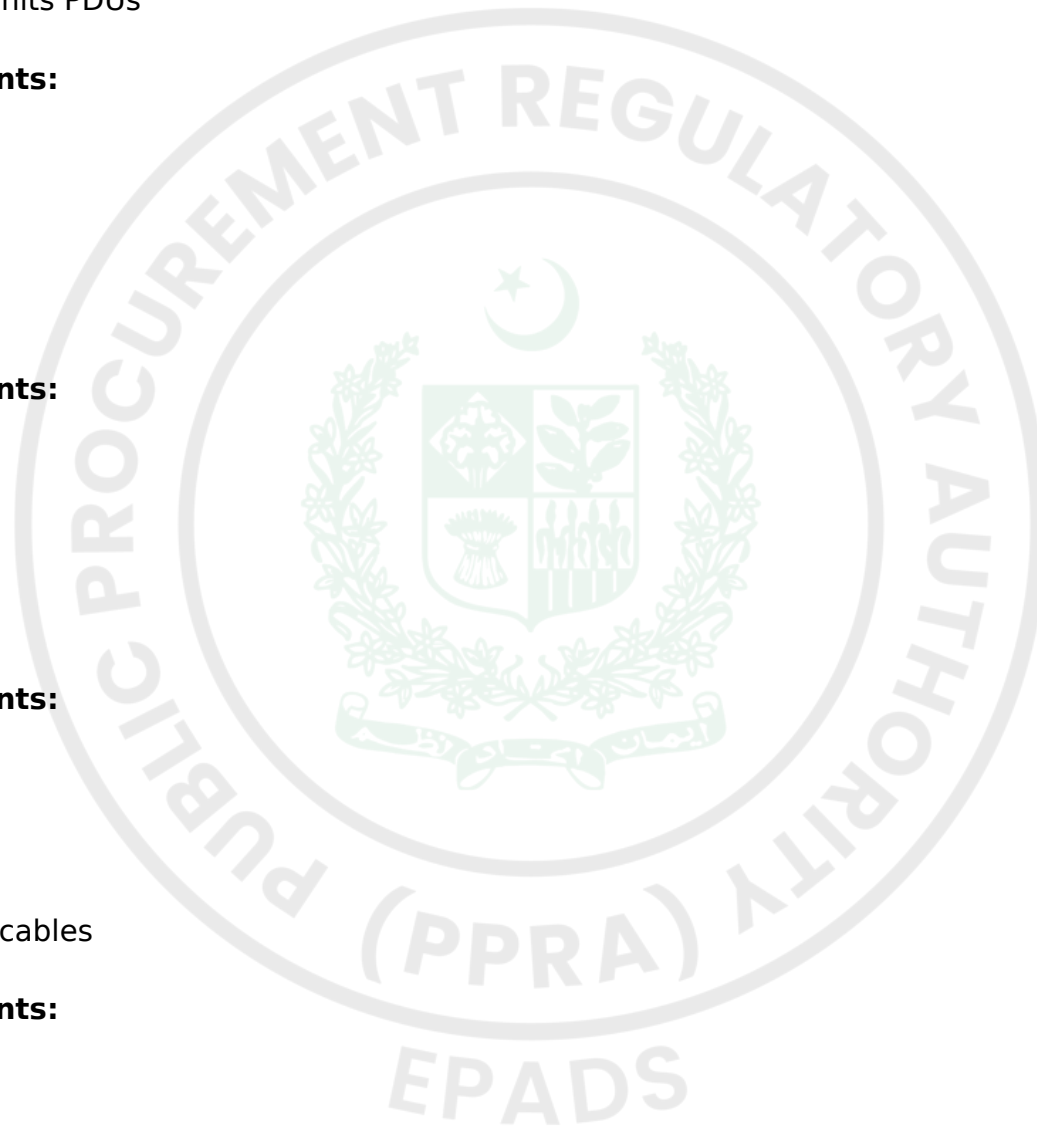 nits PDUs
nts:
nts:
nts:
cables
nts:
PUBLIC PROCUREMENT REGULATORY AUTHORITY
(PPRA)
EPADS